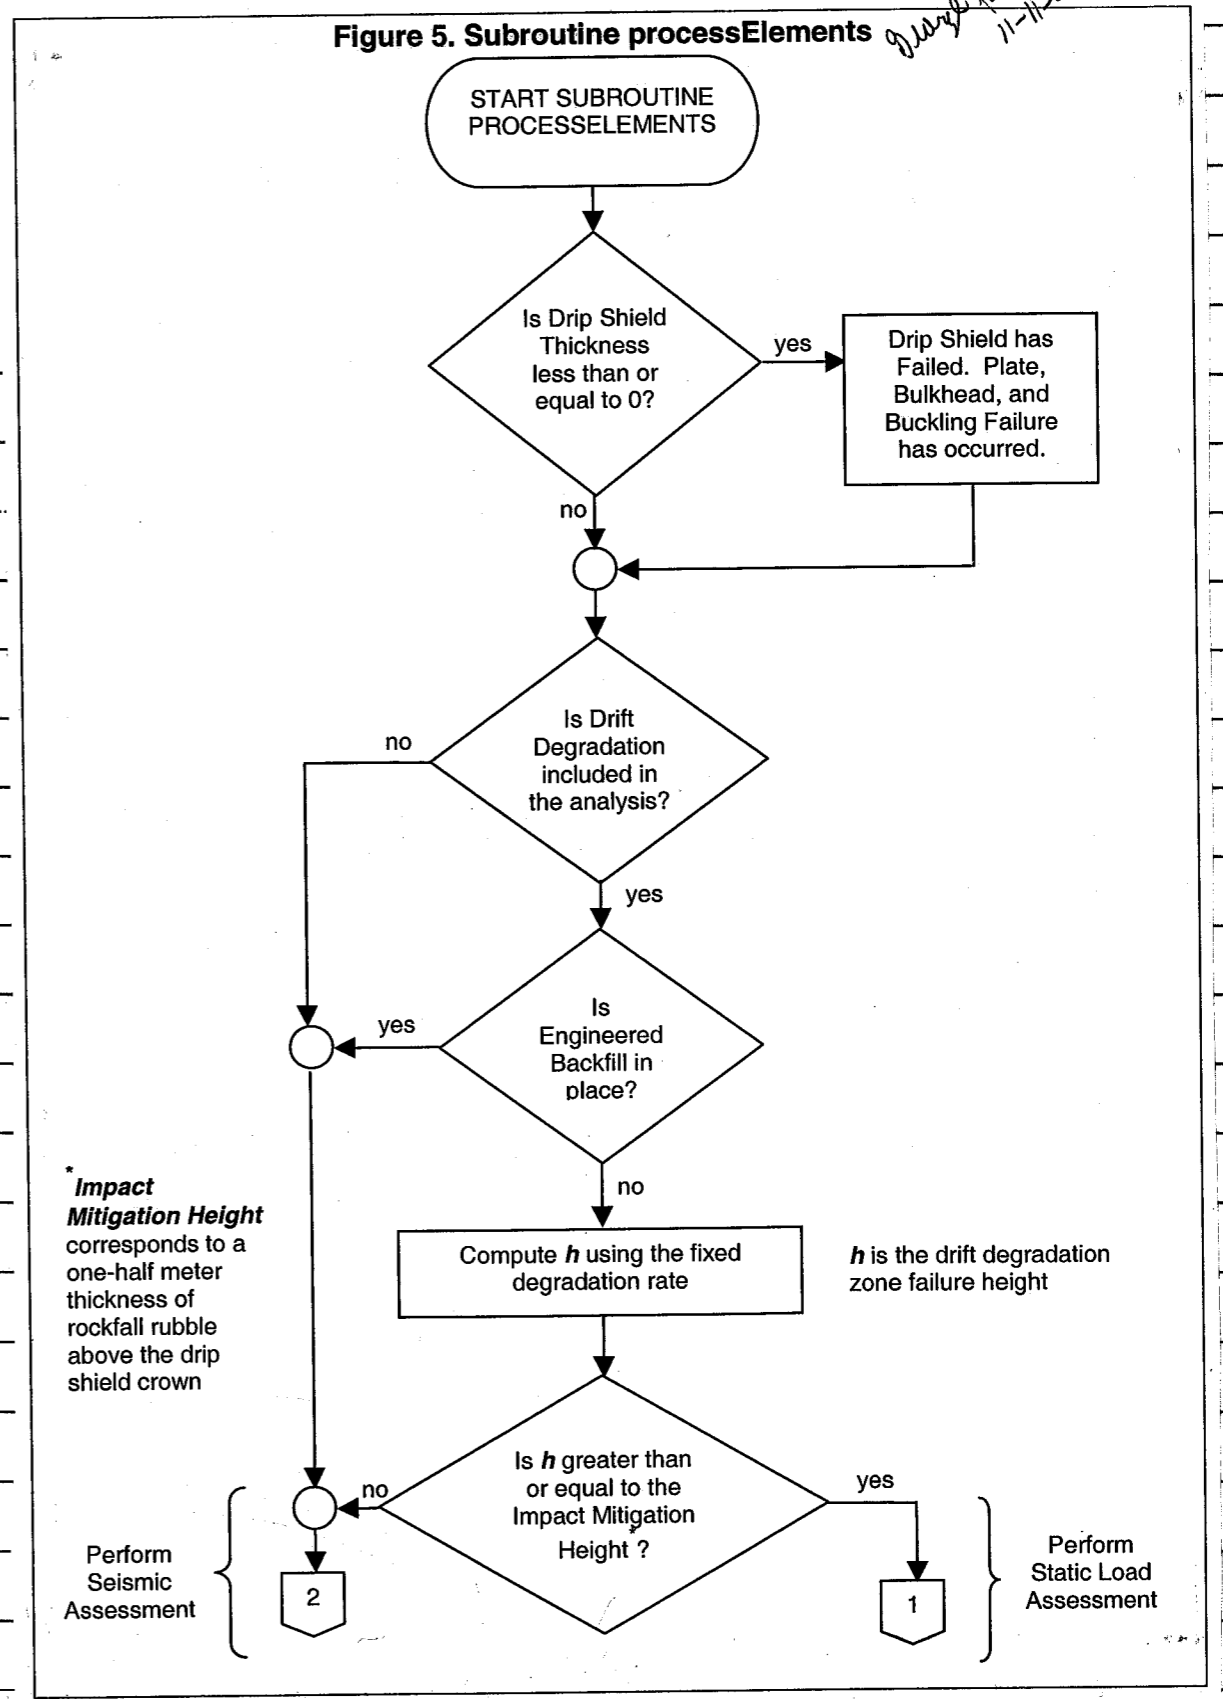 Figure 5. Subroutine processElements
11-11-
START SUBROUTINE
PROCESSELEMENTS
Is Drip Shield
Thickness
less than or
equal to 0?
yes
Drip Shield has
Failed. Plate,
Bulkhead, and
Buckling Failure
has occurred.
no
Is Drift
Degradation
included in
the analysis?
no
yes
Is
Engineered
Backfill in
place?
yes
no
*Impact
Mitigation Height
corresponds to a
one-half meter
thickness of
rockfall rubble
above the drip
shield crown
Compute h using the fixed
degradation rate
h is the drift degradation
zone failure height
Is h greater than
or equal to the
Impact Mitigation
Height*?
no
yes
Perform
Seismic
Assessment
2
1
Perform
Static Load
Assessment